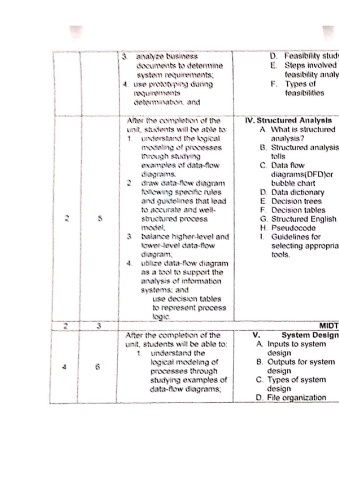 3. analyze business
documents to determine
system requirements;
4. use prototyping during
requirements
determination, and
D. Feasibility study
E. Steps involved
feasibility analy
F. Types of
feasibilities
2
5
After the completion of the
unit, students will be able to:
1. understand the logical
modeling of processes
through studying
examples of data-flow
diagrams.
2. draw data-flow diagram
following specific rules
and guidelines that lead
to accurate and well-
structured process
model.
3. balance higher-level and
lower-level data-flow
diagram,
4. utilize data-flow diagram
as a tool to support the
analysis of information
systems; and
use decision tables
to represent process
logic.
IV. Structured Analysis
A. What is structured
analysis?
B. Structured analysis
tolls
C. Data flow
diagrams(DFD)or
bubble chart
D. Data dictionary
E. Decision trees
F. Decision tables
G. Structured English
H. Pseudocode
I. Guidelines for
selecting appropria
tools.
2
3
MIDT
4
6
After the completion of the
unit, students will be able to:
1. understand the
logical modeling of
processes through
studying examples of
data-flow diagrams;
V. System Design
A. Inputs to system
design
B. Outputs for system
design
C. Types of system
design
D. File organization